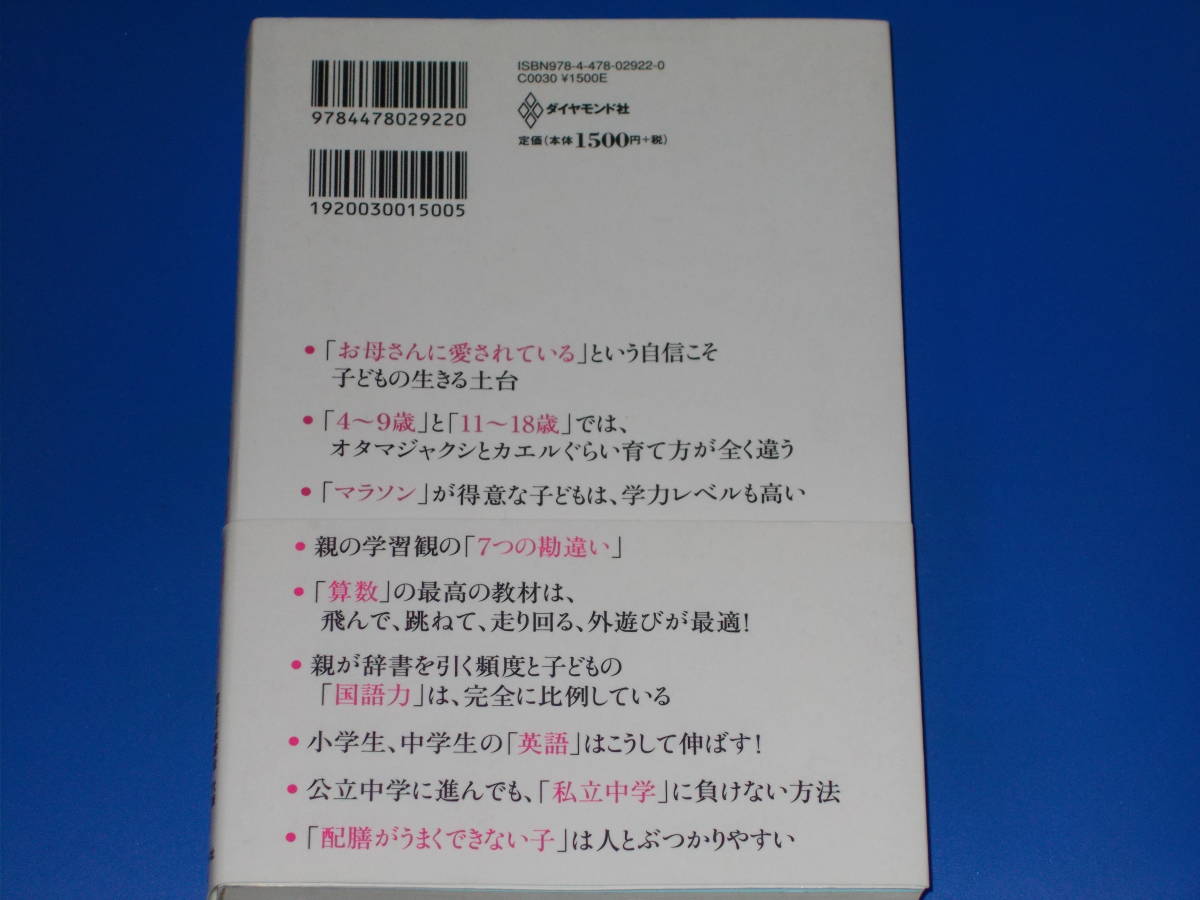 ISBN978-4-478-02922-0
C0030 ¥1500E
ダイヤモンド社
定価(本体1500円+税)
9784478029220
1920030015005
•「お母さんに愛されている」という自信こそ
子どもの生きる土台
•「4〜9歳」と「11〜18歳」では、
オタマジャクシとカエルぐらい育て方が全く違う
•「マラソン」が得意な子どもは、学力レベルも高い
• 親の学習観の「7つの勘違い」
•「算数」の最高の教材は、
飛んで、跳ねて、走り回る、外遊びが最適!
• 親が辞書を引く頻度と子どもの
「国語力」は、完全に比例している
• 小学生、中学生の「英語」はこうして伸ばす!
• 公立中学に進んでも、「私立中学」に負けない方法
•「配膳がうまくできない子」は人とぶつかりやすい